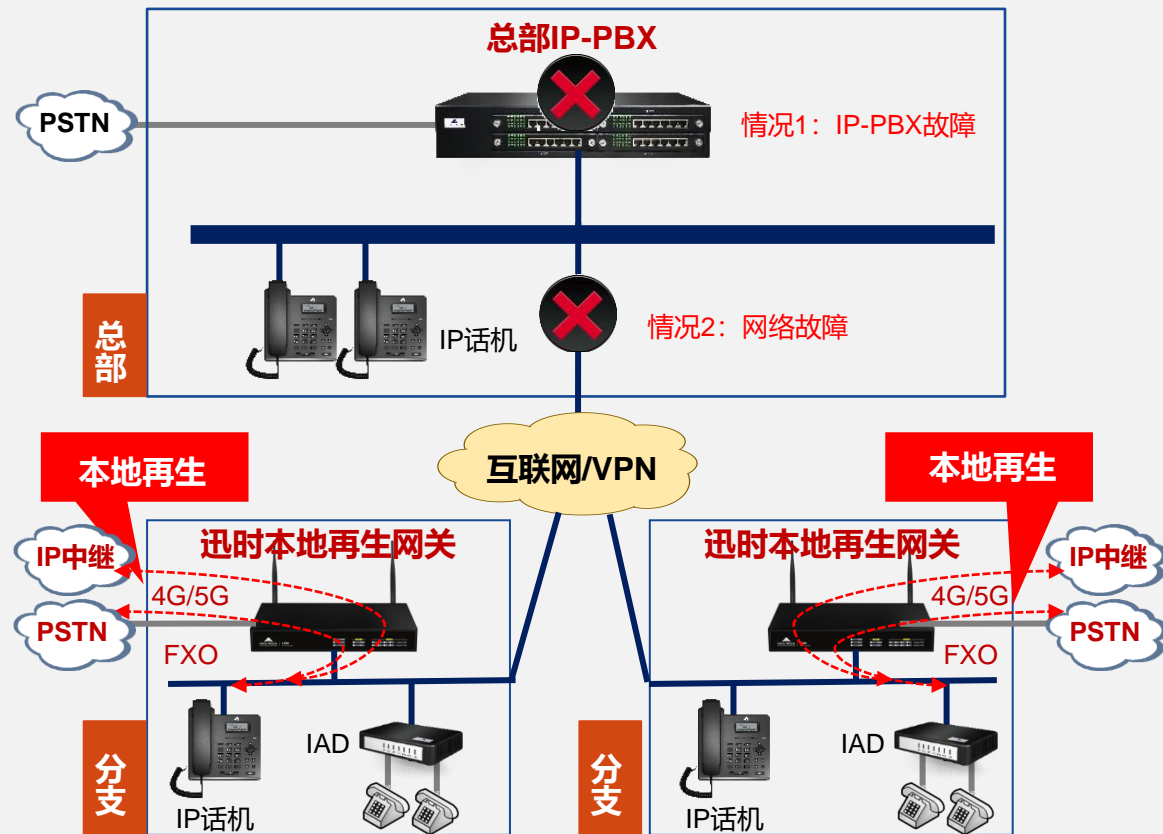 总部IP-PBX
PSTN
情况1：IP-PBX故障
IP话机
情况2：网络故障
总部
互联网/VPN
本地再生
本地再生
迅时本地再生网关
IP中继
4G/5G
PSTN
FXO
IAD
IP话机
分支
迅时本地再生网关
IP中继
4G/5G
PSTN
FXO
IAD
IP话机
分支